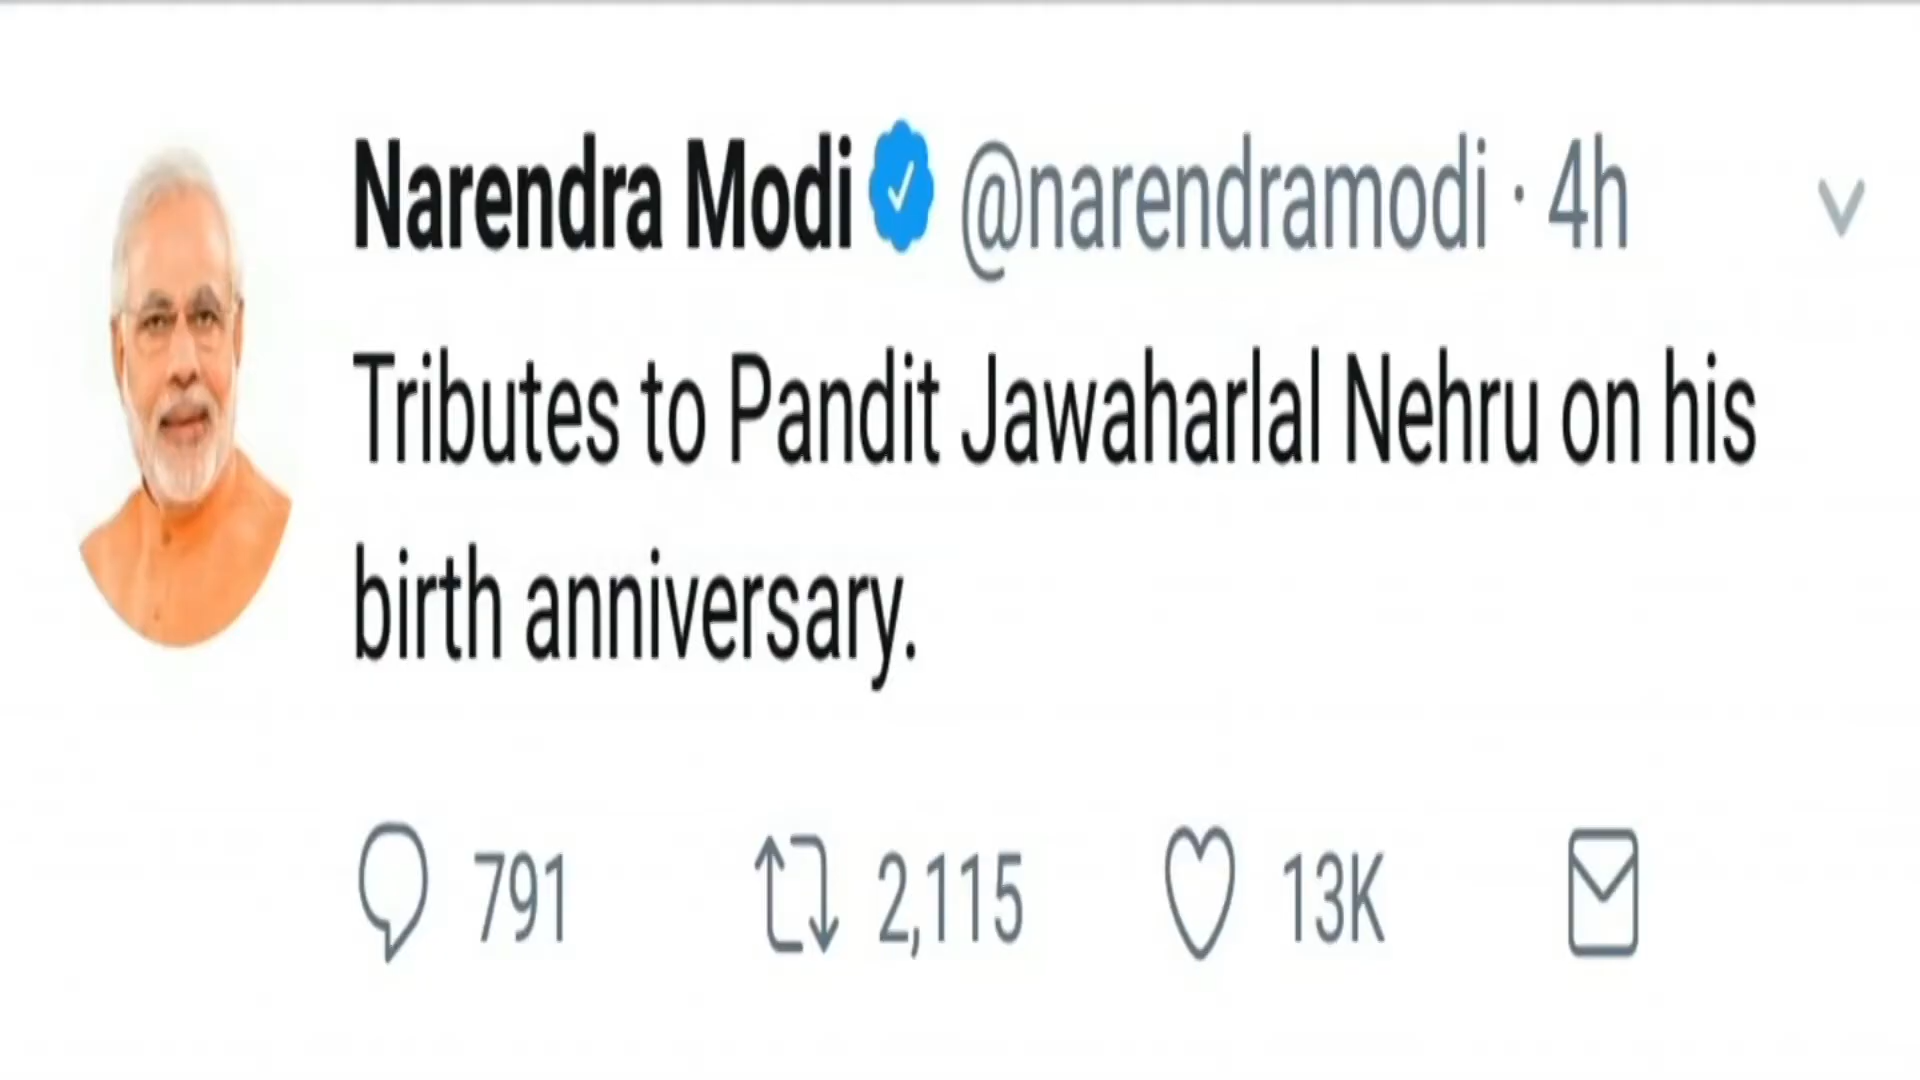 Narendra Modi @narendramodi · 4h
Tributes to Pandit Jawaharlal Nehru on his
birth anniversary.
791 2,115 13K